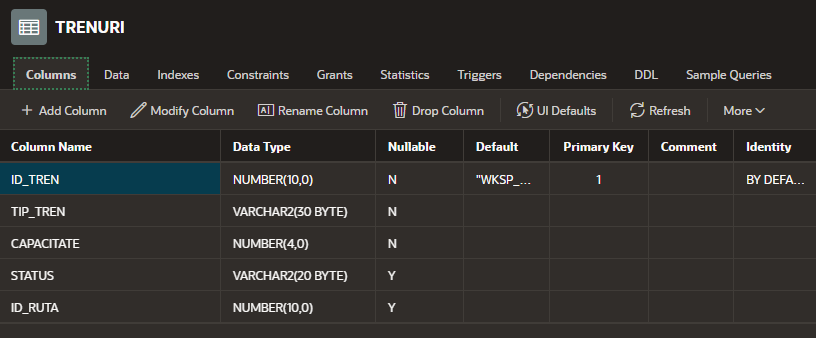 TRENURI
Columns Data Indexes Constraints Grants Statistics Triggers Dependencies DDL Sample Queries
+ Add Column Modify Column A Rename Column Drop Column UI Defaults Refresh More
Column Name Data Type Nullable Default Primary Key Comment Identity
ID_TREN NUMBER(10,0) N "WKSP_... 1 BY DEFA...
TIP_TREN VARCHAR2(30 BYTE) N
CAPACITATE NUMBER(4,0) N
STATUS VARCHAR2(20 BYTE) Y
ID_RUTA NUMBER(10,0) Y